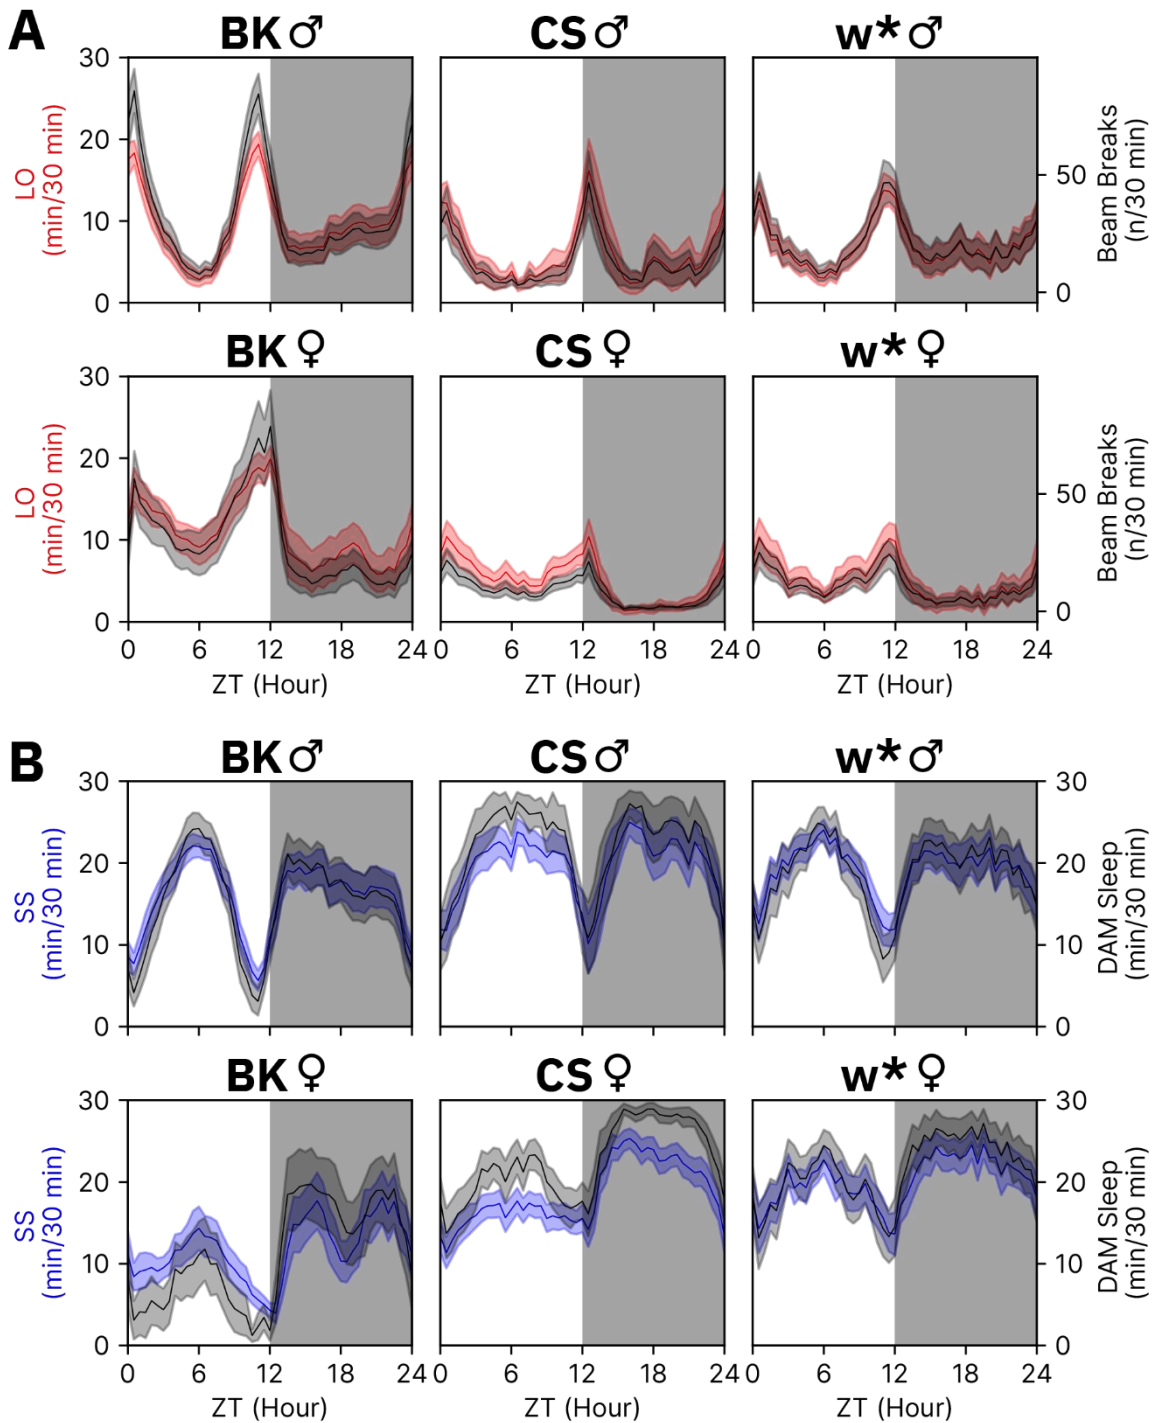 A
BK ♂ CS ♂ w* ♂
30
20
10
0
LO
(min/30 min)
50
0
Beam Breaks
(n/30 min)
BK ♀ CS ♀ w* ♀
30
20
10
0
LO
(min/30 min)
50
0
Beam Breaks
(n/30 min)
0 6 12 18 24 0 6 12 18 24 0 6 12 18 24
ZT (Hour) ZT (Hour) ZT (Hour)
B
BK ♂ CS ♂ w* ♂
30
20
10
0
SS
(min/30 min)
30
20
10
0
DAM Sleep
(min/30 min)
BK ♀ CS ♀ w* ♀
30
20
10
0
SS
(min/30 min)
30
20
10
0
DAM Sleep
(min/30 min)
0 6 12 18 24 0 6 12 18 24 0 6 12 18 24
ZT (Hour) ZT (Hour) ZT (Hour)